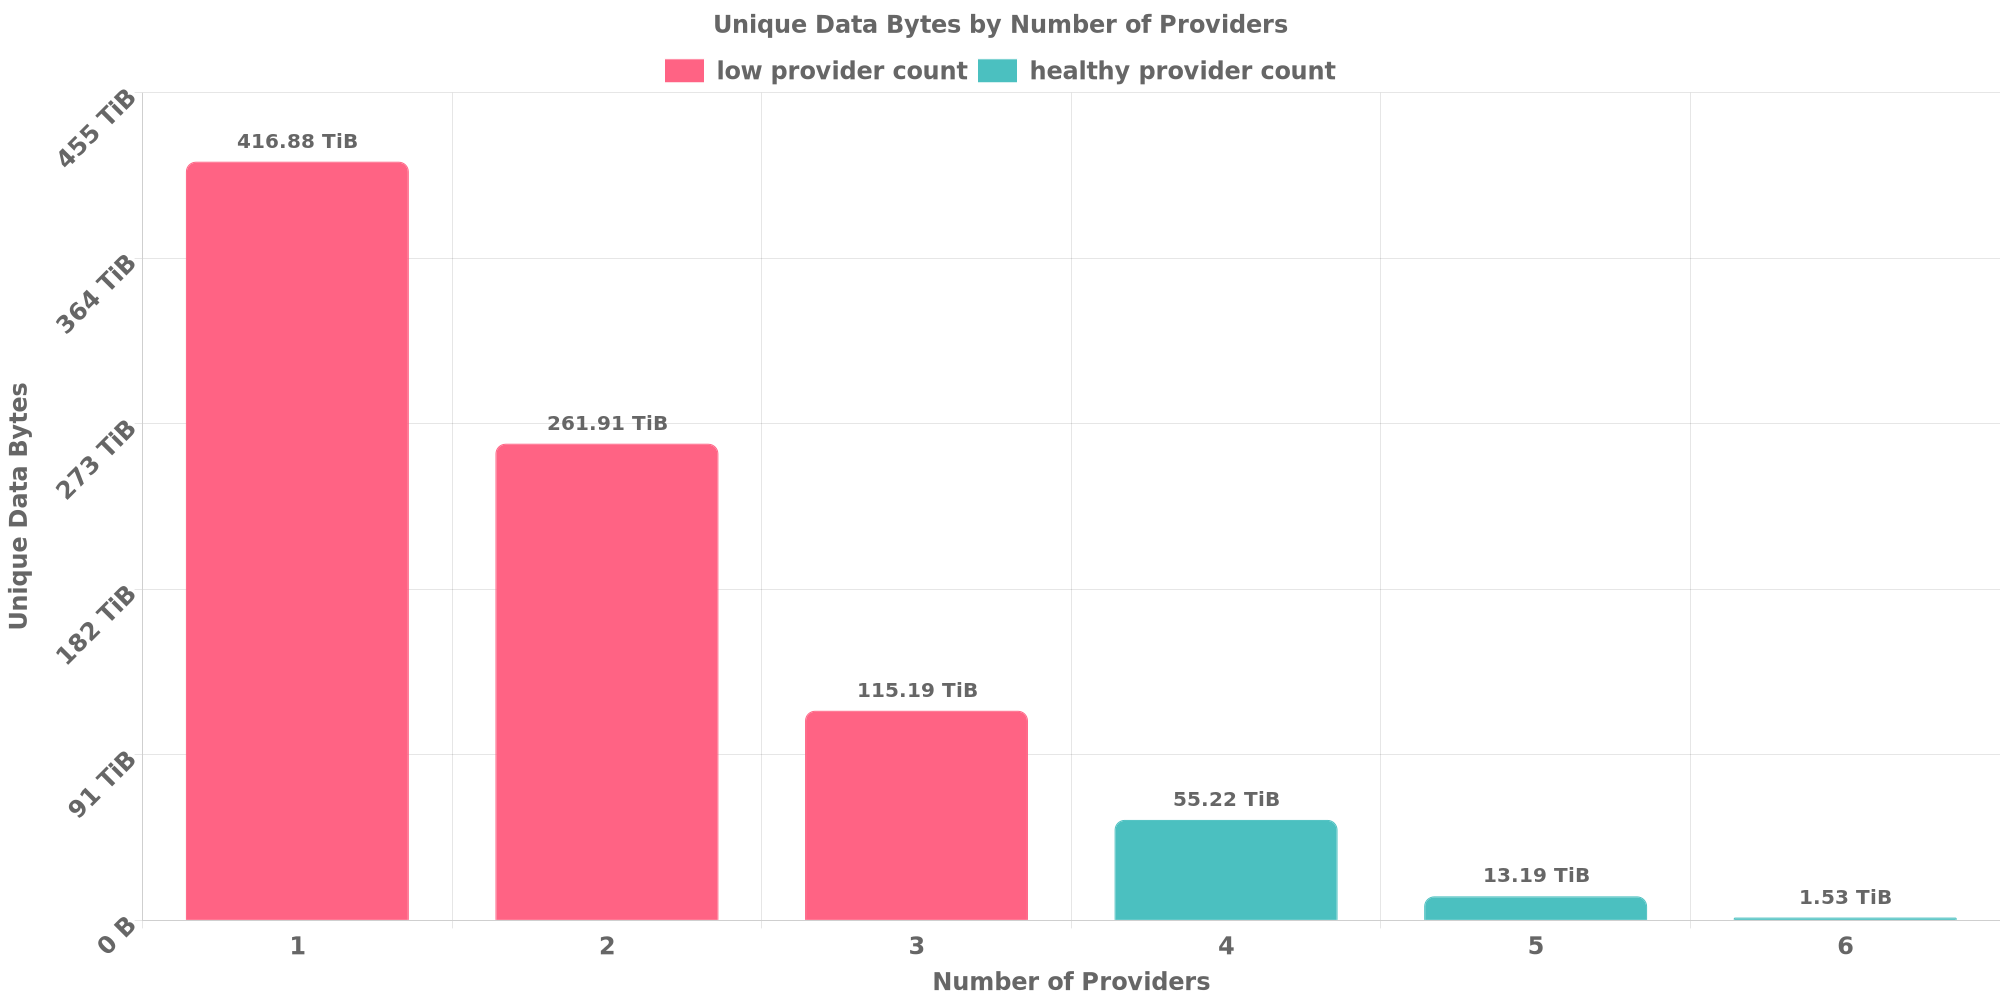 Unique Data Bytes by Number of Providers
low provider count
healthy provider count
455 TiB
364 TiB
273 TiB
182 TiB
91 TiB
0 B
Unique Data Bytes
416.88 TiB
261.91 TiB
115.19 TiB
55.22 TiB
13.19 TiB
1.53 TiB
1
2
3
4
5
6
Number of Providers